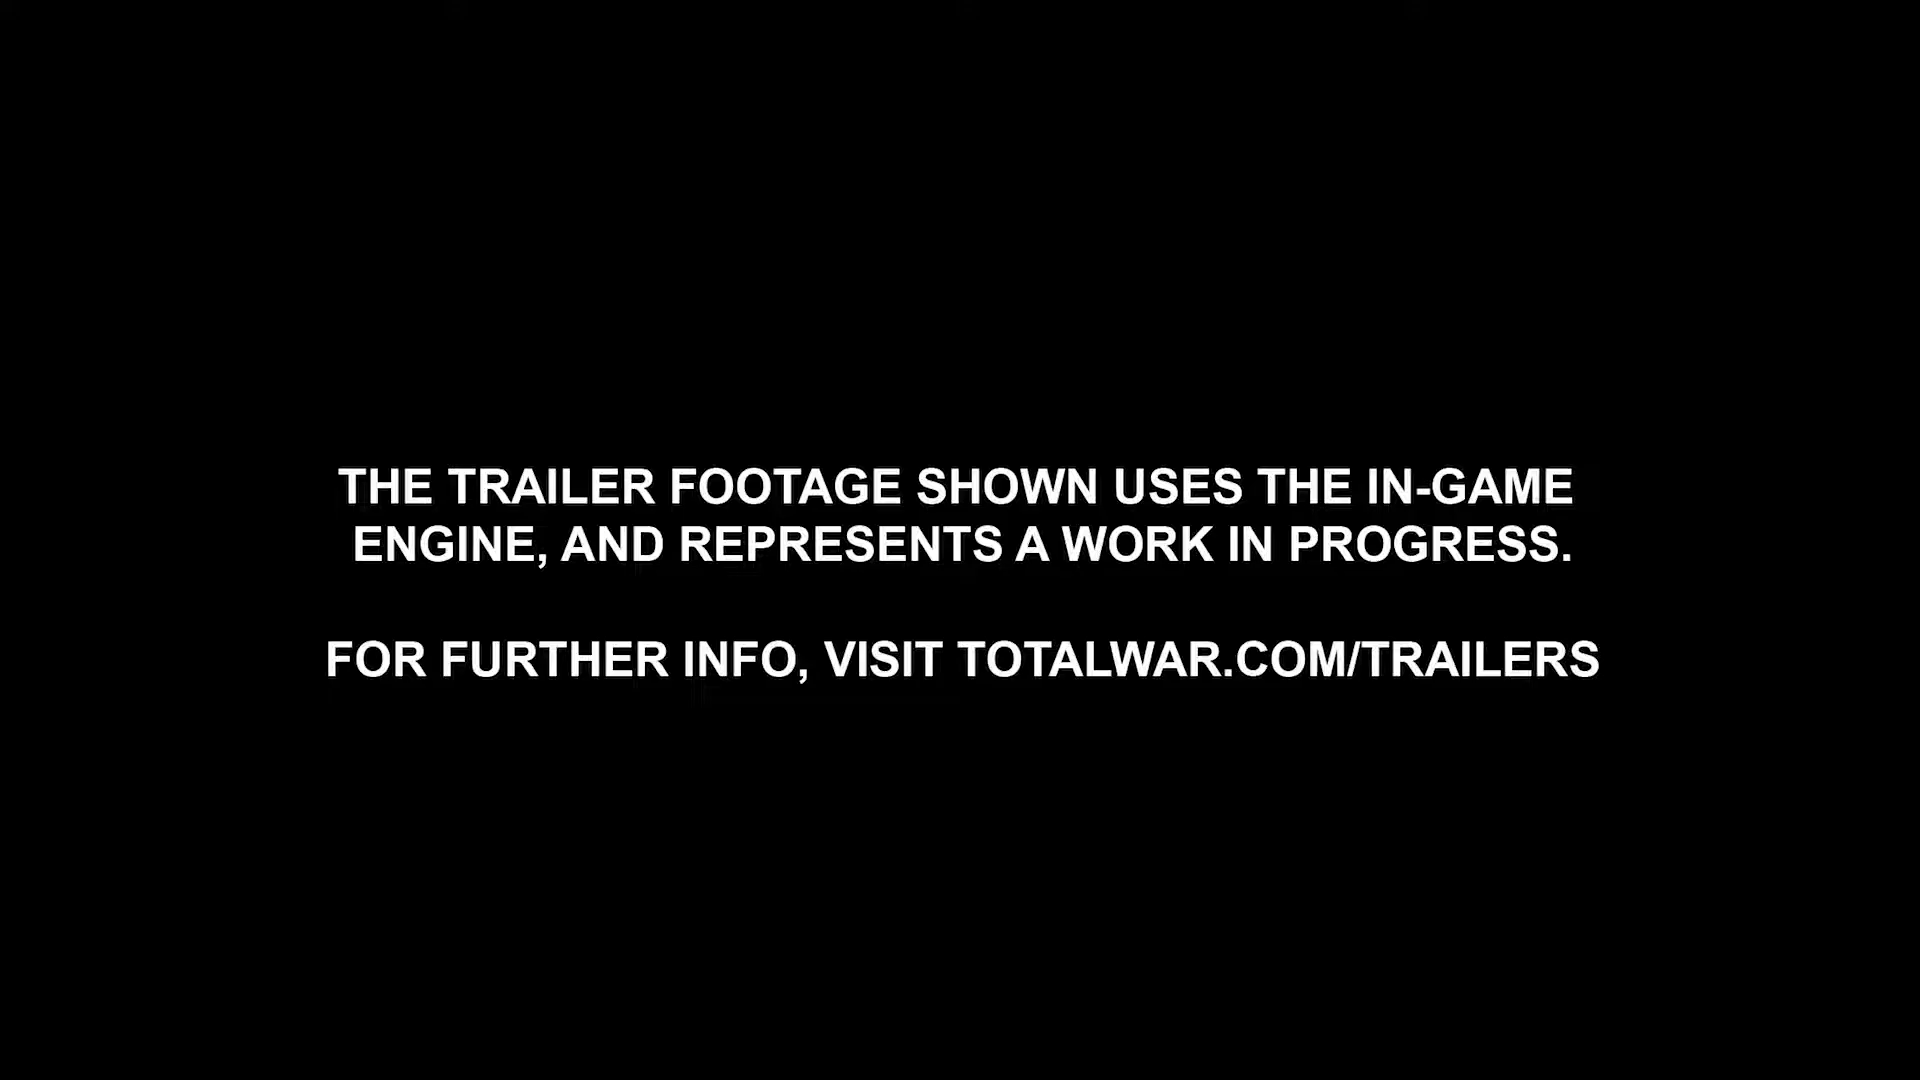 THE TRAILER FOOTAGE SHOWN USES THE IN-GAME
ENGINE, AND REPRESENTS A WORK IN PROGRESS.
FOR FURTHER INFO, VISIT TOTALWAR.COM/TRAILERS